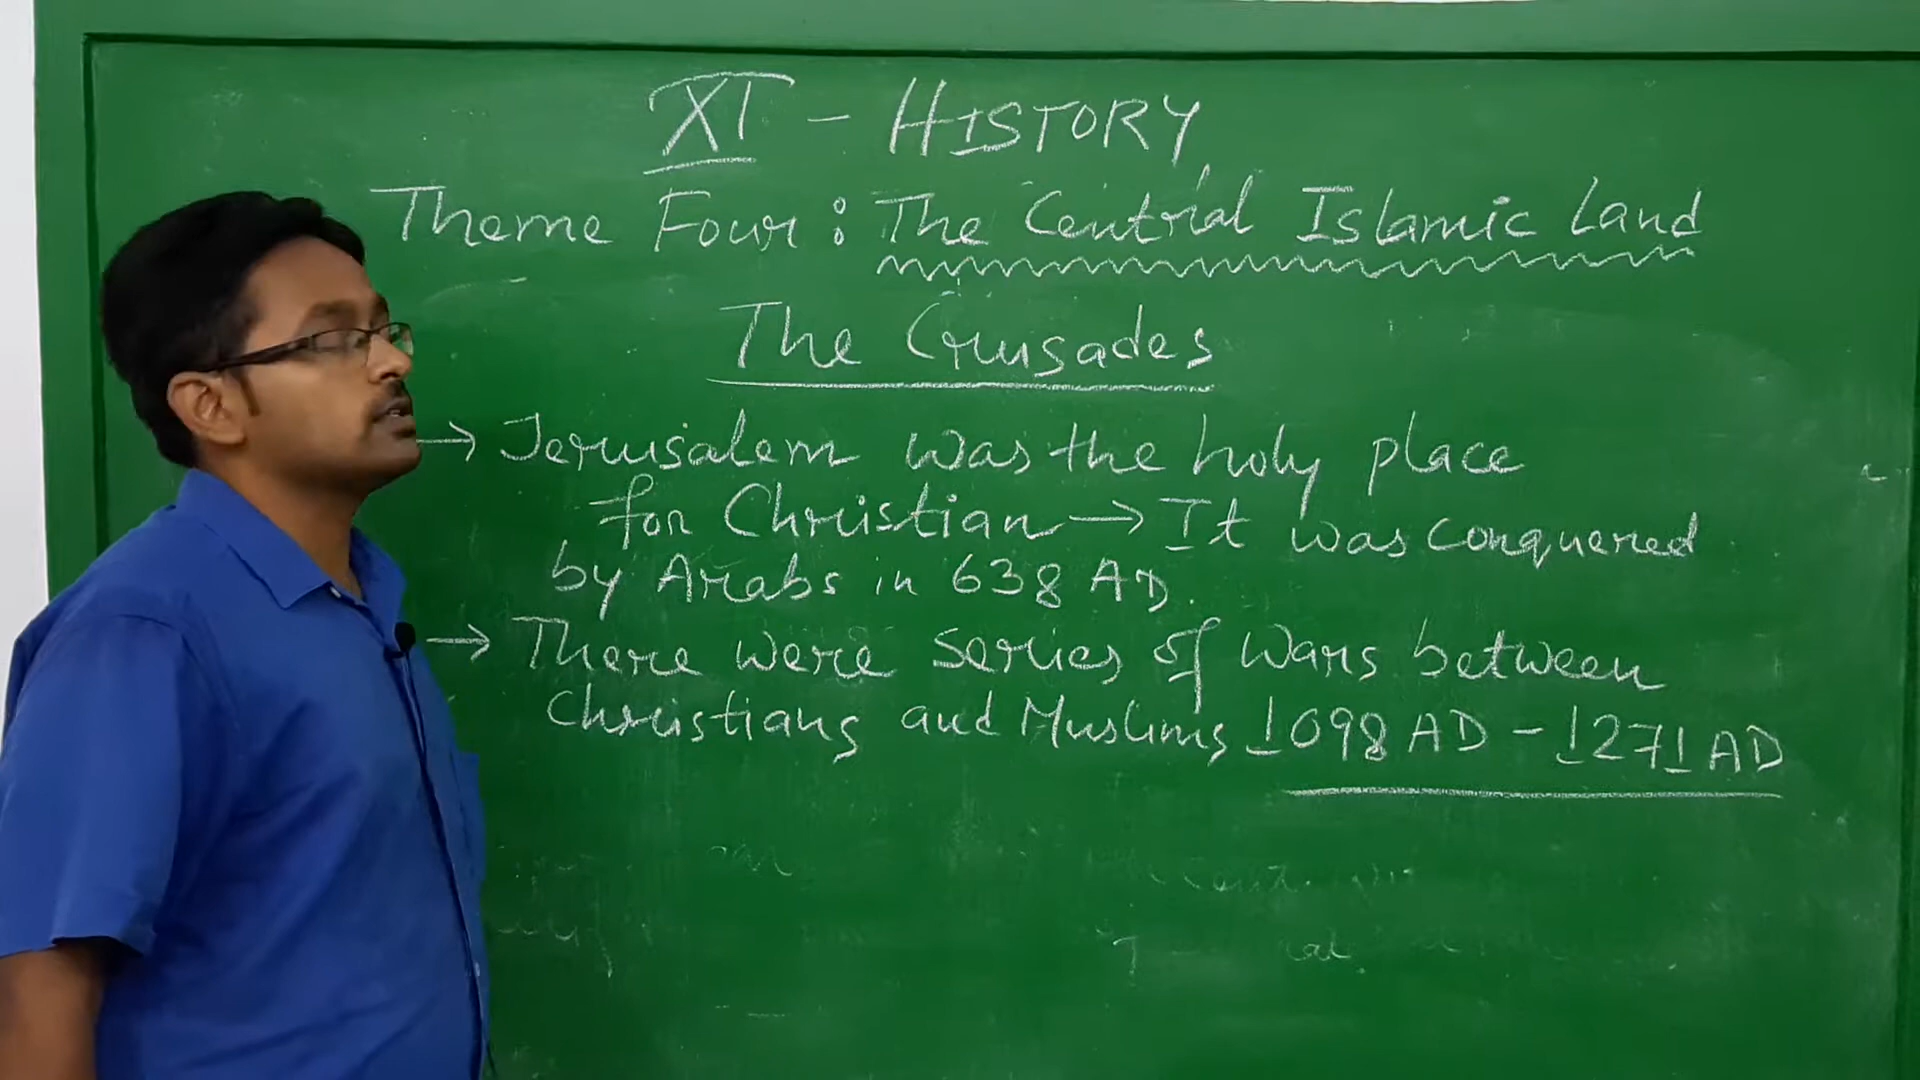 XI - HISTORY
Theme Four : The Central Islamic Land
The Crusades
→ Jerusalem was the holy place
for Christian → It was conquered
by Arabs in 638 AD.
→ There were series of wars between
Christians and Muslims 1098 AD - 1271 AD